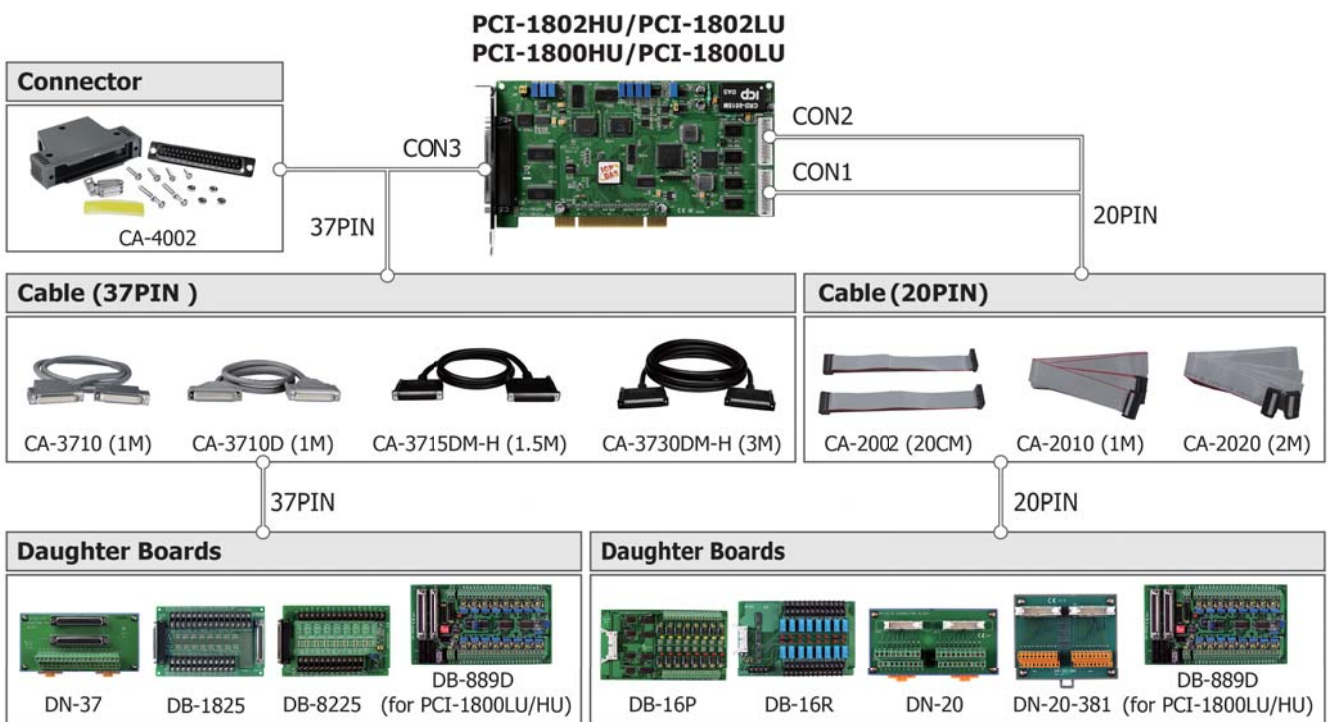 PCI-1802HU/PCI-1802LU
PCI-1800HU/PCI-1800LU
Connector
CA-4002
CON3
37PIN
CON2
CON1
20PIN
Cable (37PIN )
CA-3710 (1M)
CA-3710D (1M)
CA-3715DM-H (1.5M)
CA-3730DM-H (3M)
Cable (20PIN)
CA-2002 (20CM)
CA-2010 (1M)
CA-2020 (2M)
37PIN
20PIN
Daughter Boards
DN-37
DB-1825
DB-8225
DB-889D
(for PCI-1800LU/HU)
Daughter Boards
DB-16P
DB-16R
DN-20
DN-20-381
DB-889D
(for PCI-1800LU/HU)